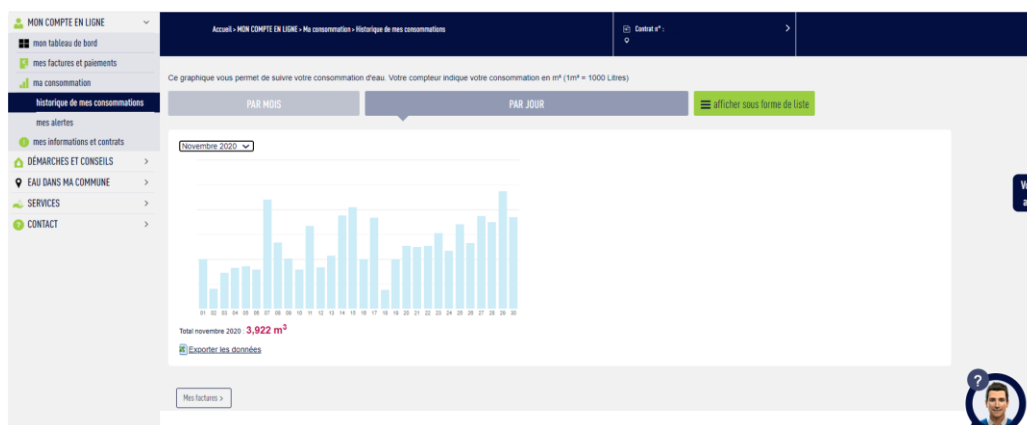 MON COMPTE EN LIGNE
mon tableau de bord
mes factures et paiements
ma consommation
historique de mes consommations
mes alertes
mes informations et contrats
DÉMARCHES ET CONSEILS
EAU DANS MA COMMUNE
SERVICES
CONTACT
Accueil > MON COMPTE EN LIGNE > Ma consommation > Historique de mes consommations
Contrat n° :
Ce graphique vous permet de suivre votre consommation d'eau. Votre compteur indique votre consommation en m³ (1m³ = 1000 Litres)
PAR MOIS
PAR JOUR
afficher sous forme de liste
Novembre 2020
01 02 03 04 05 06 07 08 09 10 11 12 13 14 15 16 17 18 19 20 21 22 23 24 25 26 27 28 29 30
Total novembre 2020 : 3,922 m³
Exporter les données
Mes factures >
?